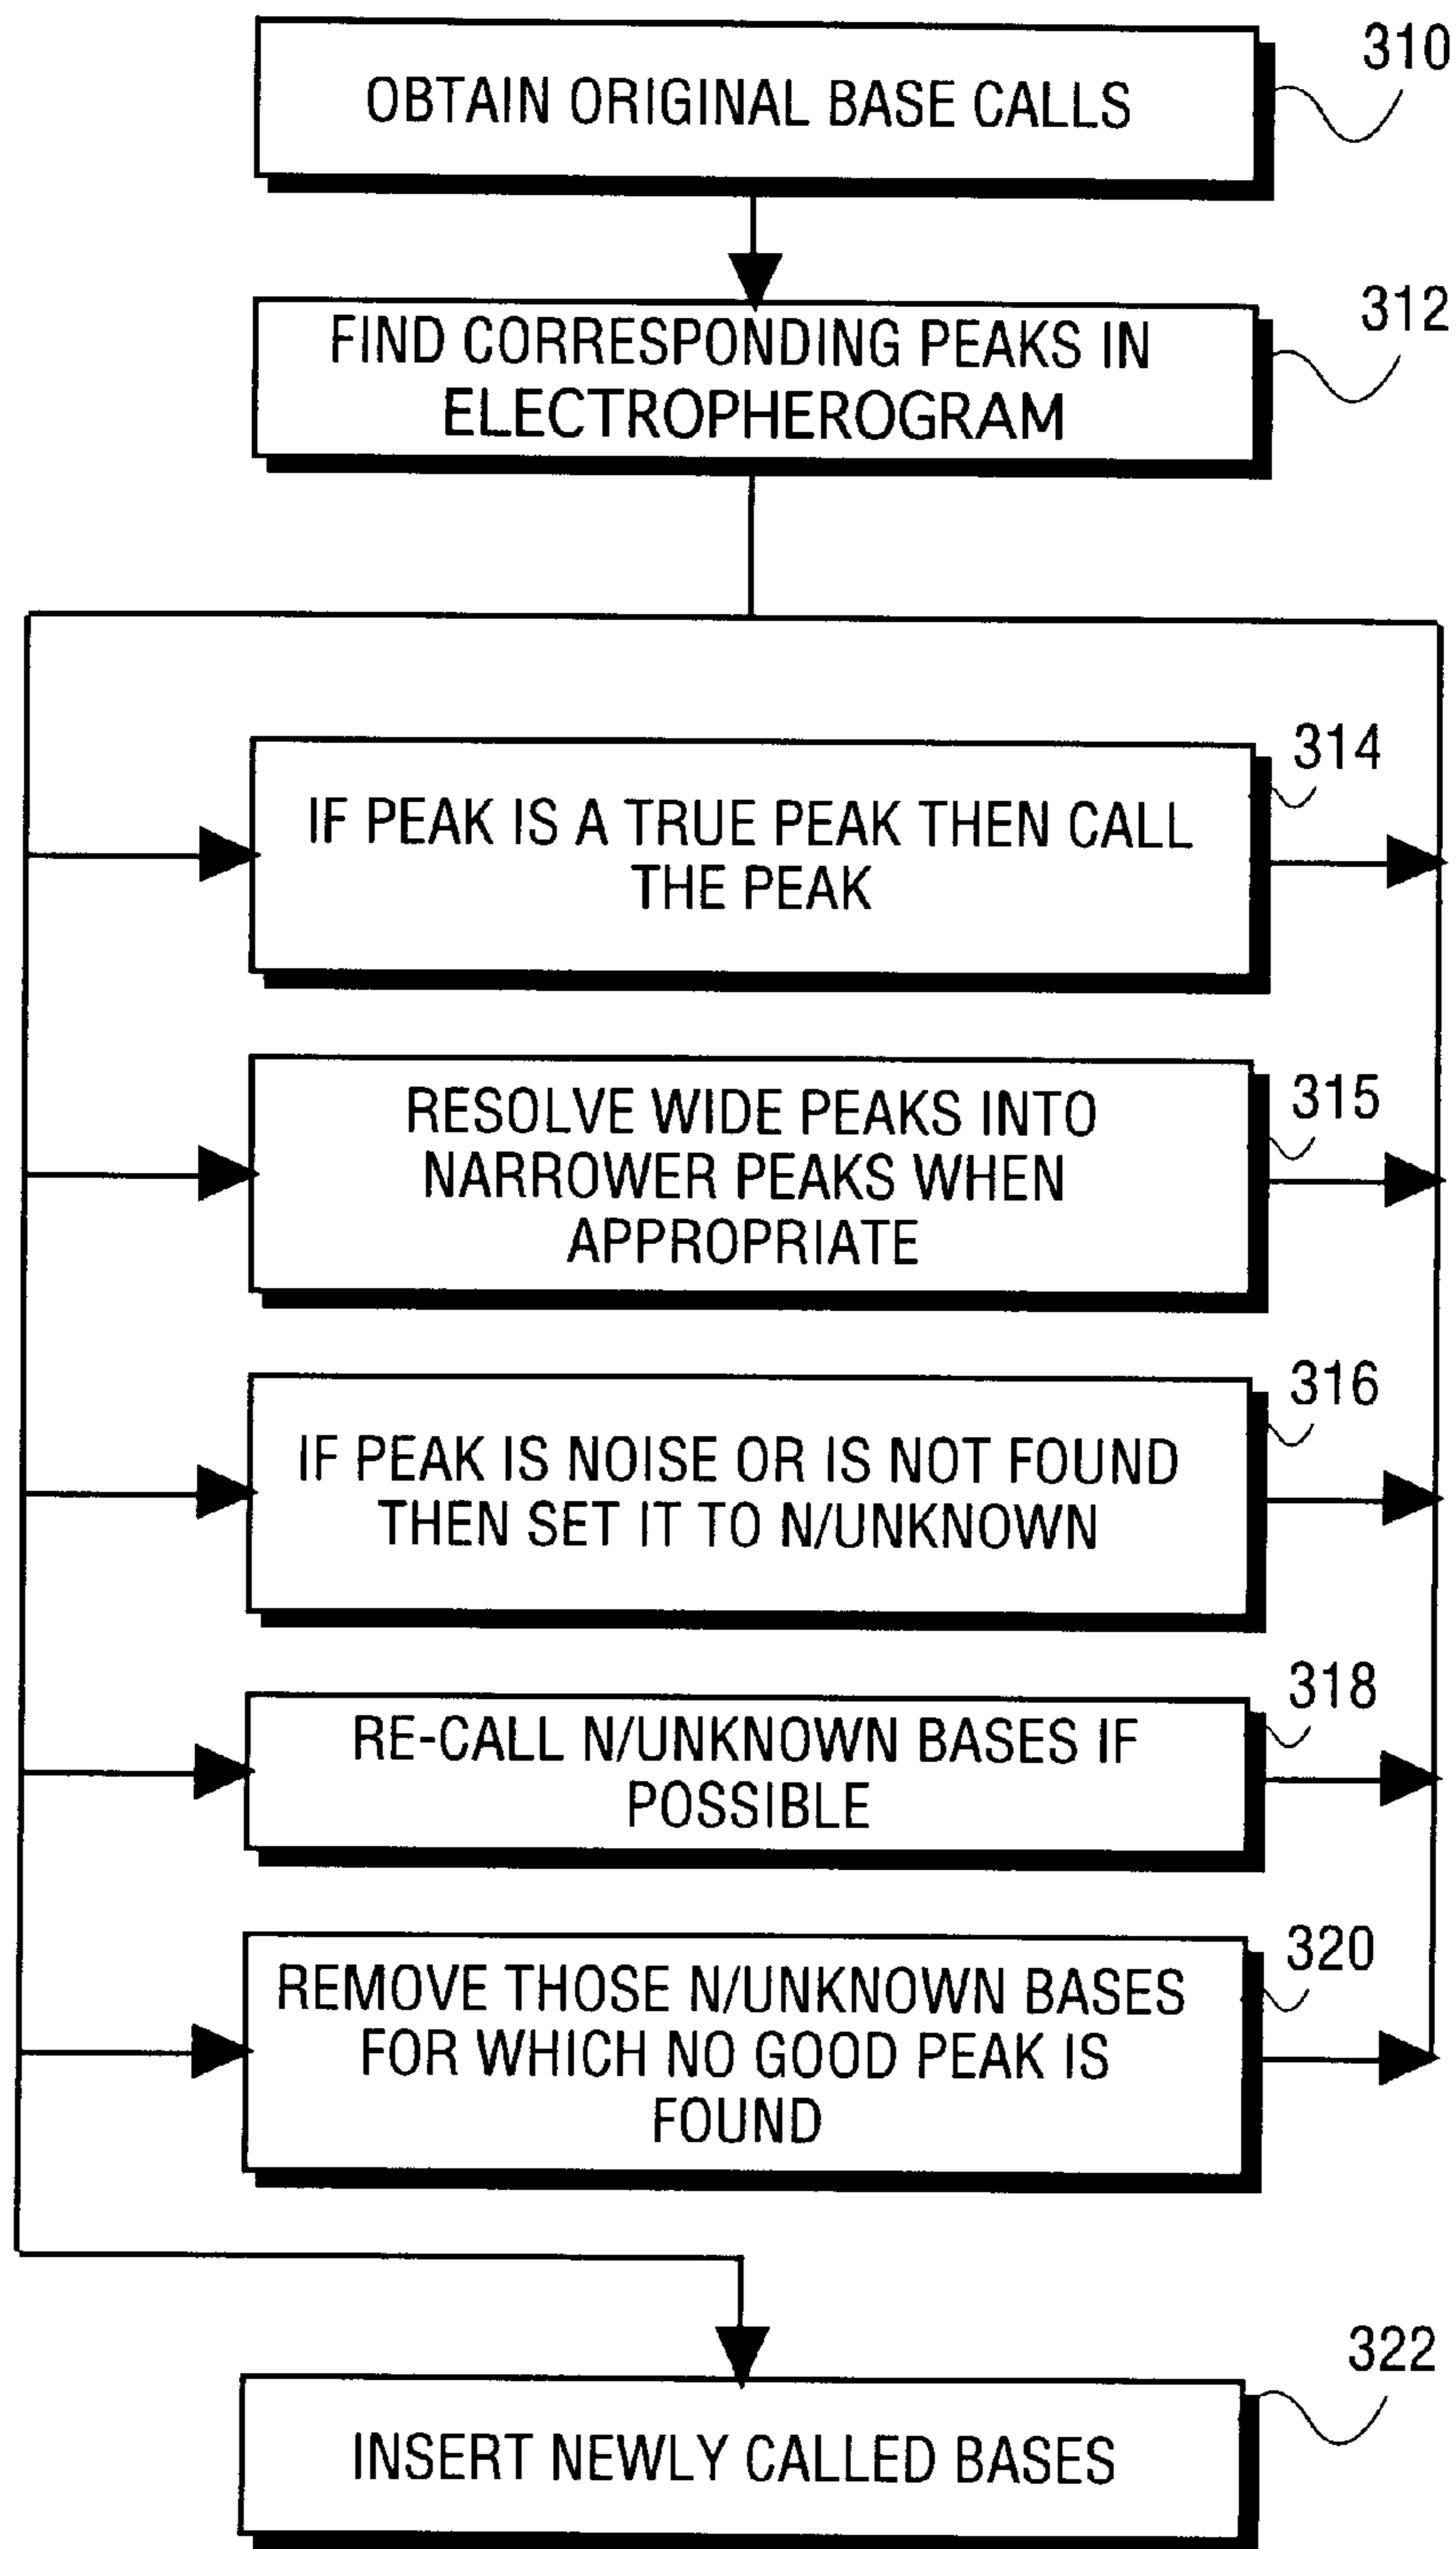 310
OBTAIN ORIGINAL BASE CALLS
312
FIND CORRESPONDING PEAKS IN
ELECTROPHEROGRAM
314
IF PEAK IS A TRUE PEAK THEN CALL
THE PEAK
315
RESOLVE WIDE PEAKS INTO
NARROWER PEAKS WHEN
APPROPRIATE
316
IF PEAK IS NOISE OR IS NOT FOUND
THEN SET IT TO N/UNKNOWN
318
RE-CALL N/UNKNOWN BASES IF
POSSIBLE
320
REMOVE THOSE N/UNKNOWN BASES
FOR WHICH NO GOOD PEAK IS
FOUND
322
INSERT NEWLY CALLED BASES